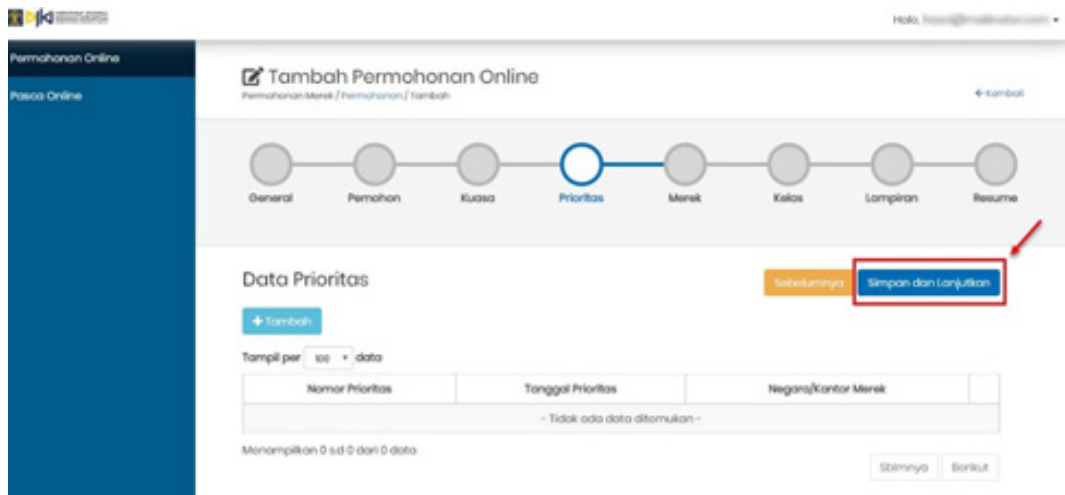 Halo,
Permohonan Online
Pasca Online
Tambah Permohonan Online
Permohonan Merek / Permohonan / Tambah
Kembali
General
Pemohon
Kuasa
Prioritas
Merek
Kelas
Lampiran
Resume
Data Prioritas
Sebelumnya
Simpan dan Lanjutkan
+ Tambah
Tampil per 100 data
Nomor Prioritas
Tanggal Prioritas
Negara/Kantor Merek
- Tidak ada data ditemukan -
Menampilkan 0 s.d 0 dari 0 data
Sblmnya
Berikut